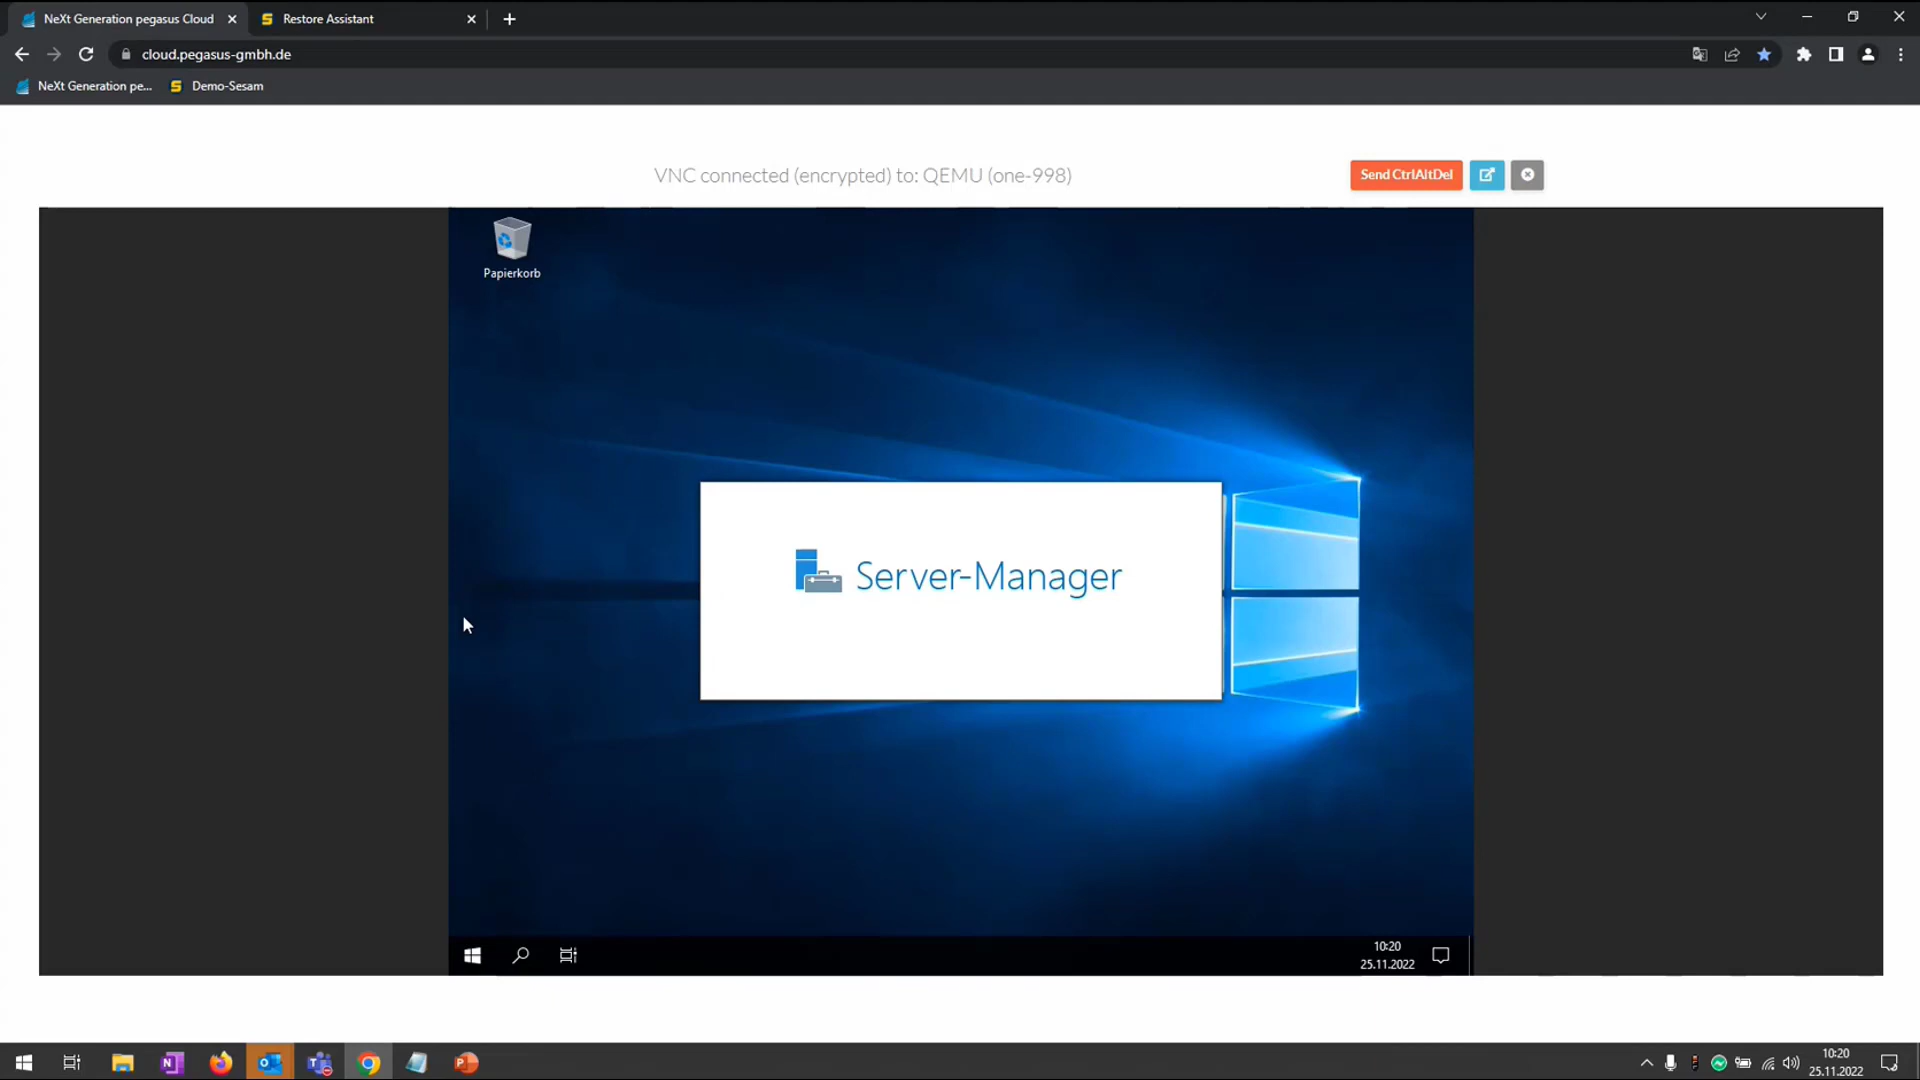 NeXt Generation pegasus Cloud
Restore Assistant
cloud.pegasus-gmbh.de
NeXt Generation pe...
Demo-Sesam
VNC connected (encrypted) to: QEMU (one-998)
Send CtrlAltDel
Papierkorb
Server-Manager
10:20
25.11.2022
10:20
25.11.2022